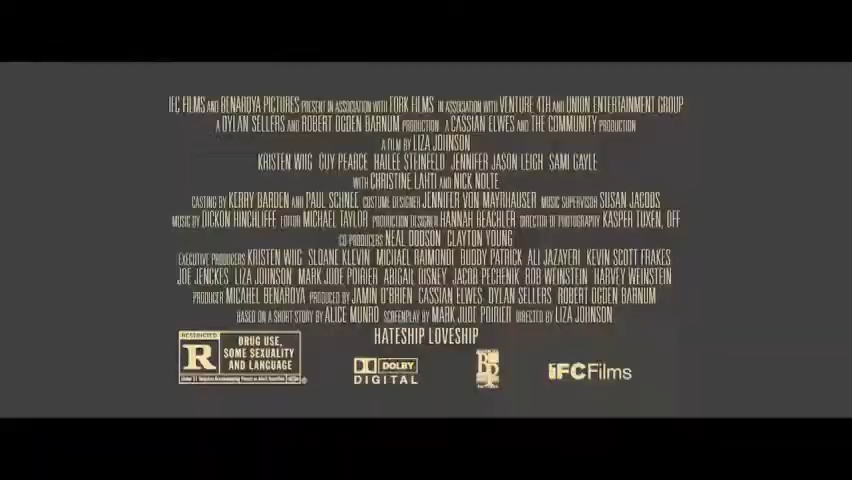 IFC FILMS AND BENAROYA PICTURES PRESENT IN ASSOCIATION WITH FORK FILMS IN ASSOCIATION WITH VENTURE 4TH AND UNION ENTERTAINMENT GROUP
A DYLAN SELLERS AND ROBERT OGDEN BARNUM PRODUCTION A CASSIAN ELWES AND THE COMMUNITY PRODUCTION
A FILM BY LIZA JOHNSON
KRISTEN WIIG GUY PEARCE HAILEE STEINFELD JENNIFER JASON LEIGH SAMI GAYLE
WITH CHRISTINE LAHTI AND NICK NOLTE
CASTING BY KERRY BARDEN AND PAUL SCHNEE COSTUME DESIGNER JENNIFER VON MAYRHAUSER MUSIC SUPERVISOR SUSAN JACOBS
MUSIC BY DICKON HINCHLIFFE EDITOR MICHAEL TAYLOR PRODUCTION DESIGNER HANNAH BEACHLER DIRECTOR OF PHOTOGRAPHY KASPER TUXEN, DFF
CO PRODUCERS NEAL DODSON CLAYTON YOUNG
EXECUTIVE PRODUCERS KRISTEN WIIG SLOANE KLEVIN MICHAEL RAIMONDI BUDDY PATRICK ALI JAZAYERI KEVIN SCOTT FRAKES
JOE JENCKES LIZA JOHNSON MARK JUDE POIRIER ABIGAIL DISNEY JACOB PECHENIK BOB WEINSTEIN HARVEY WEINSTEIN
PRODUCER MICAHEL BENAROYA PRODUCED BY JAMIN O'BRIEN CASSIAN ELWES DYLAN SELLERS ROBERT OGDEN BARNUM
BASED ON A SHORT STORY BY ALICE MUNRO SCREENPLAY BY MARK JUDE POIRIER DIRECTED BY LIZA JOHNSON
HATESHIP LOVESHIP
RESTRICTED
R
DRUG USE,
SOME SEXUALITY
AND LANGUAGE
DOLBY
DIGITAL
BP
IFC Films